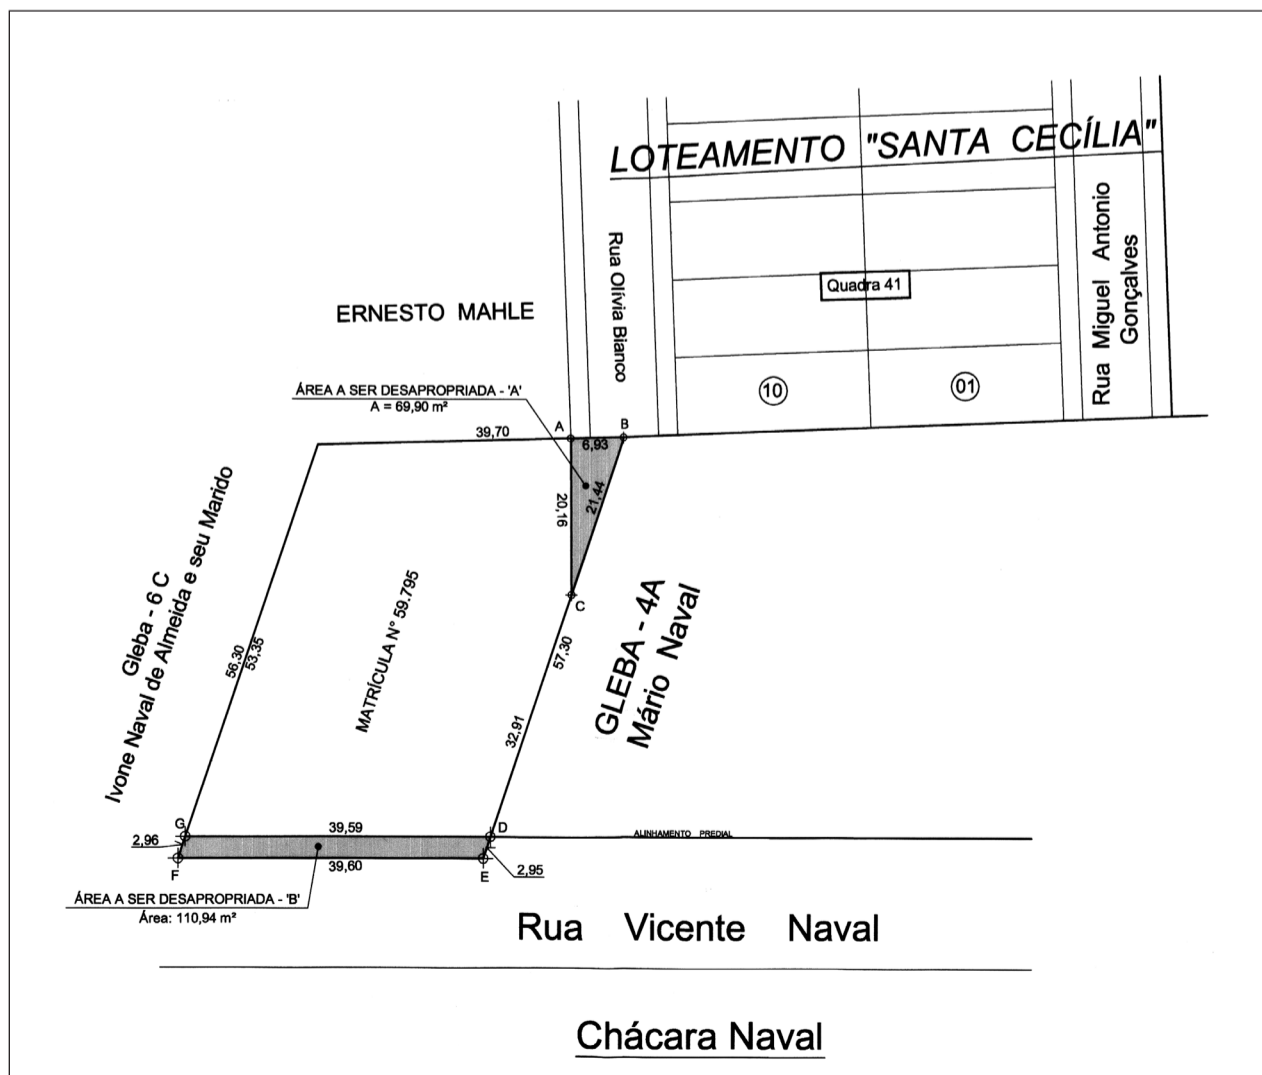 LOTEAMENTO "SANTA CECÍLIA"
Rua Olívia Bianco
Quadra 41
Rua Miguel Antonio
Gonçalves
ERNESTO MAHLE
10
01
ÁREA A SER DESAPROPRIADA - 'A'
A = 69,90 m²
39,70
A
B
6,93
20,16
21,44
C
Gleba - 6 C
Ivone Naval de Almeida e seu Marido
56,30
53,35
MATRÍCULA N° 59.795
57,30
32,91
GLEBA - 4A
Mário Naval
G
39,59
D
ALINHAMENTO PREDIAL
2,96
F
39,60
E
2,95
ÁREA A SER DESAPROPRIADA - 'B'
Área: 110,94 m²
Rua Vicente Naval
Chácara Naval